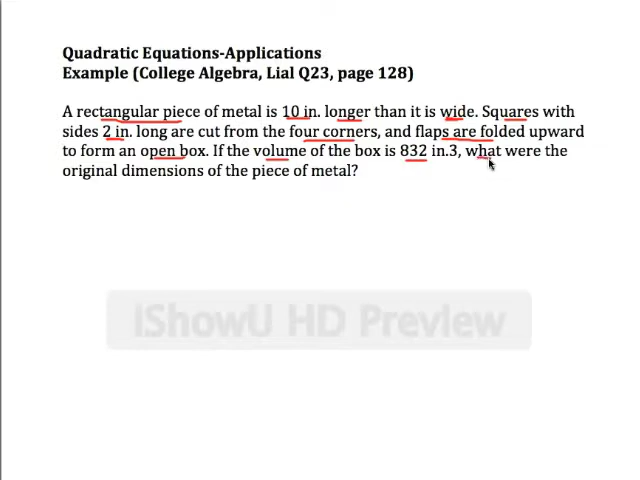 Quadratic Equations-Applications
Example (College Algebra, Lial Q23, page 128)
A rectangular piece of metal is 10 in. longer than it is wide. Squares with
sides 2 in. long are cut from the four corners, and flaps are folded upward
to form an open box. If the volume of the box is 832 in.3, what were the
original dimensions of the piece of metal?
iShowU HD Preview